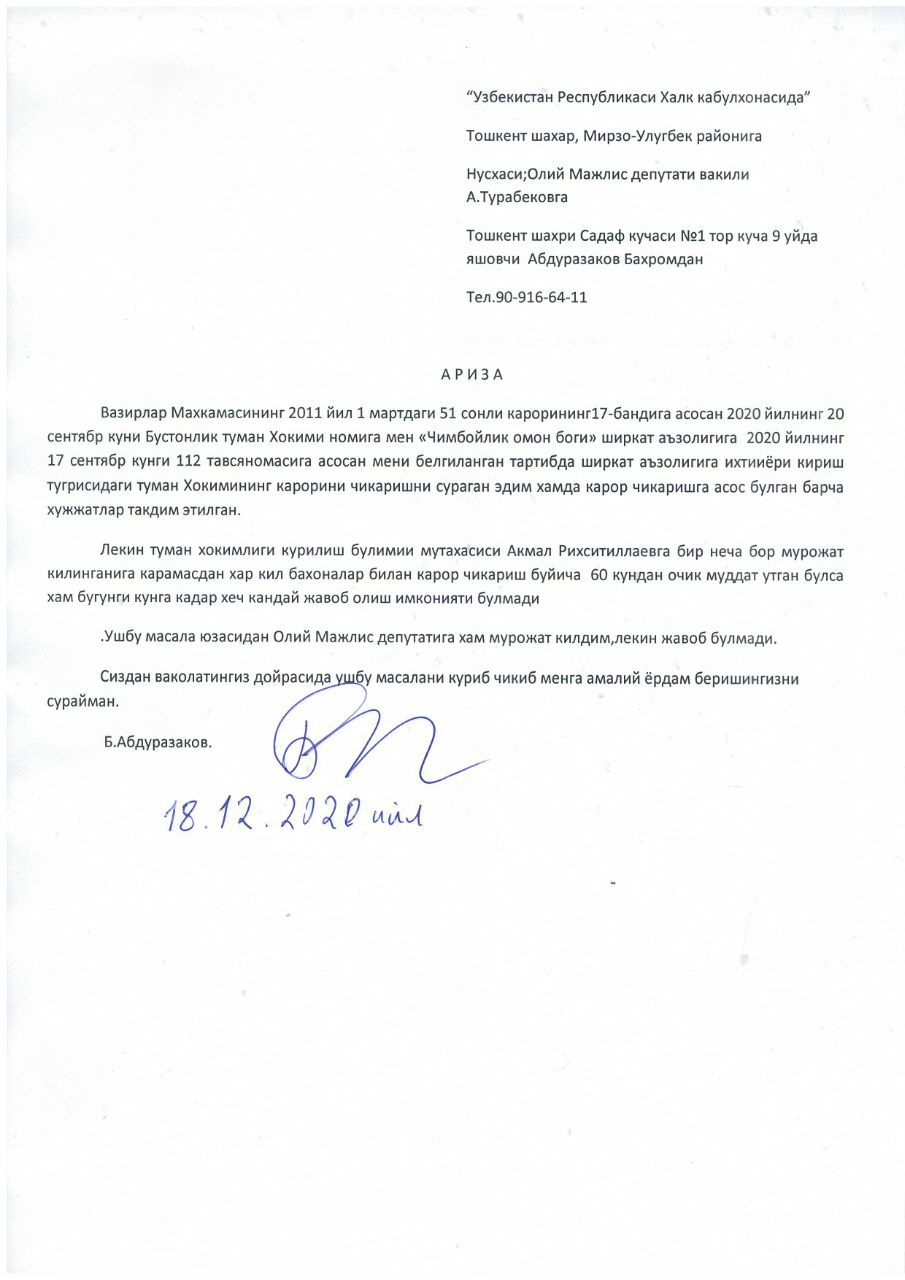 “Узбекистан Республикаси Халк кабулхонасида”
Тошкент шахар, Мирзо-Улугбек районига
Нусхаси;Олий Мажлис депутати вакили
А.Турабековга
Тошкент шахри Садаф кучаси №1 тор куча 9 уйда
яшовчи Абдуразаков Бахромдан
Тел.90-916-64-11
А Р И З А
Вазирлар Махкамасининг 2011 йил 1 мартдаги 51 сонли карорининг17-бандига асосан 2020 йилнинг 20
сентябр куни Бустонлик туман Хокими номига мен «Чимбойлик омон боги» ширкат аъзолигига 2020 йилнинг
17 сентябр кунги 112 тавсяномасига асосан мени белгиланган тартибда ширкат аъзолигига ихтииёри кириш
тугрисидаги туман Хокимининг карорини чикаришни сураган эдим хамда карор чикаришга асос булган барча
хужжатлар такдим этилган.
Лекин туман хокимлиги курилиш булимии мутахасиси Акмал Рихситиллаевга бир неча бор мурожат
килинганига карамасдан хар кил бахоналар билан карор чикариш буйича 60 кундан очик муддат утган булса
хам бугунги кунга кадар хеч кандай жавоб олиш имконияти булмади
.Ушбу масала юзасидан Олий Мажлис депутатига хам мурожат килдим,лекин жавоб булмади.
Сиздан ваколатингиз дойрасида ушбу масалани куриб чикиб менга амалий ёрдам беришингизни
сурайман.
Б.Абдуразаков.
18.12.2020 йил